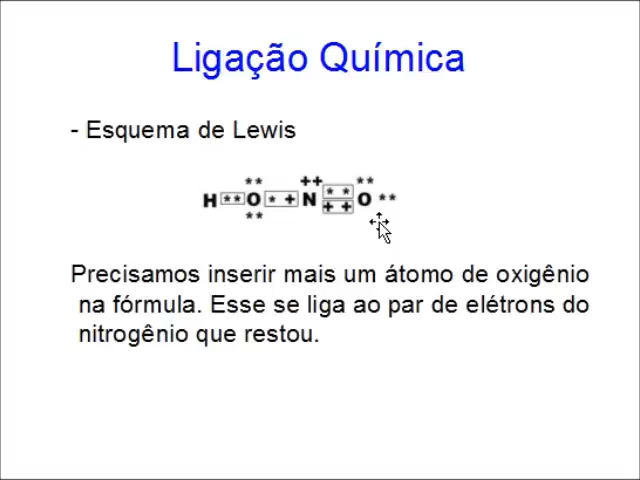 Ligação Química
- Esquema de Lewis
** ++ **
H ** O * + N ** ++ O **
**
Precisamos inserir mais um átomo de oxigênio
na fórmula. Esse se liga ao par de elétrons do
nitrogênio que restou.